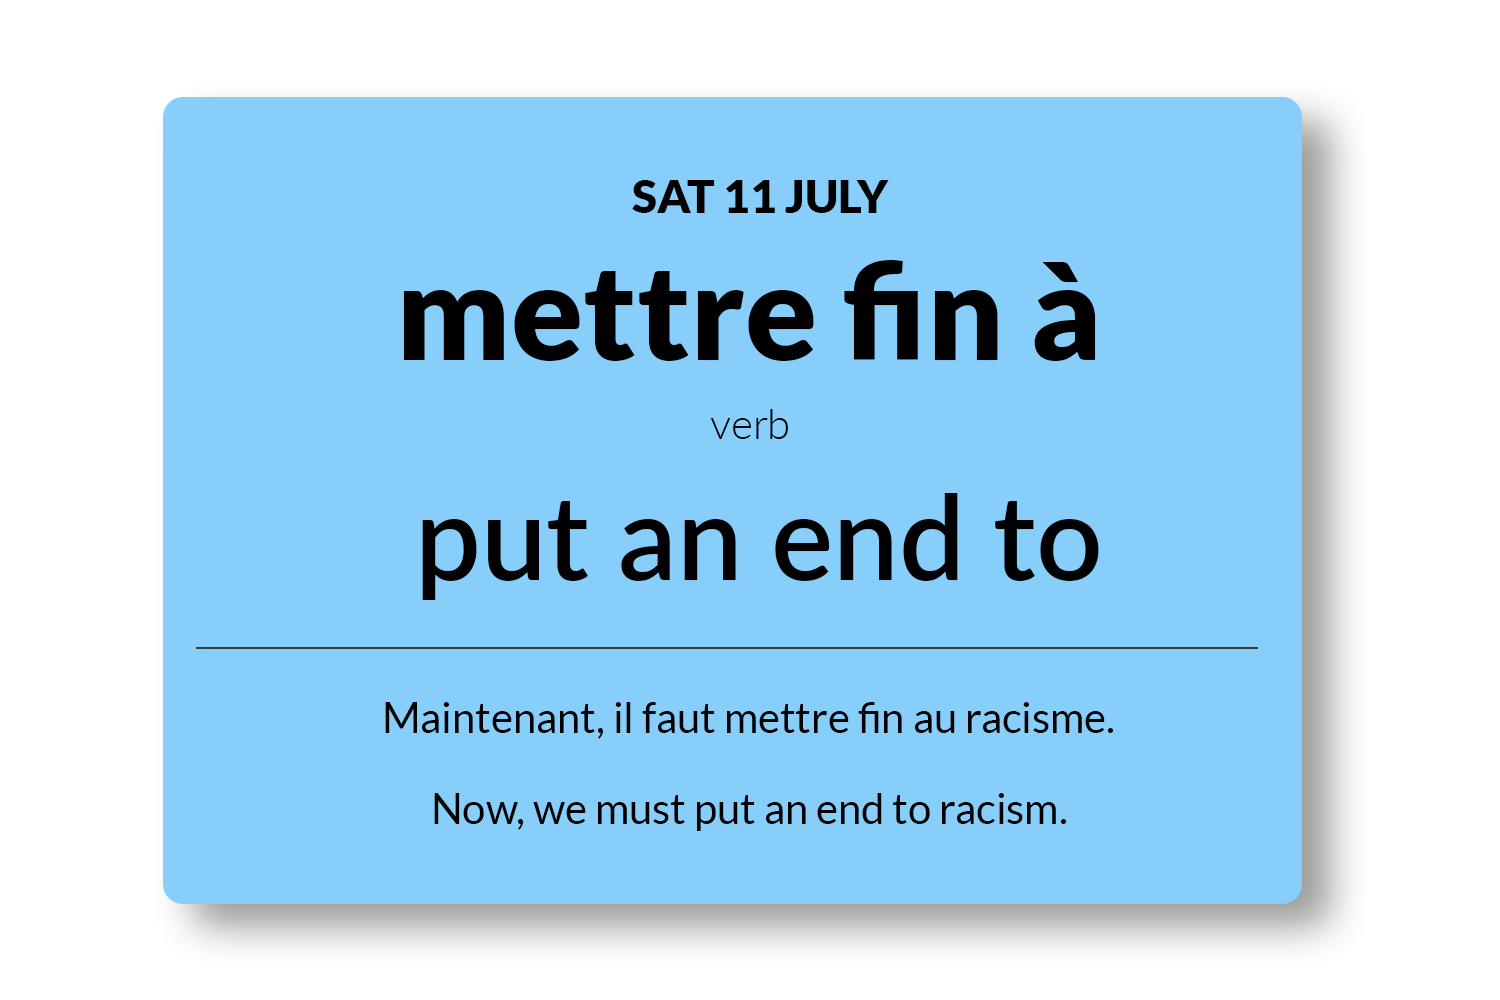 SAT 11 JULY
mettre fin à
verb
put an end to
Maintenant, il faut mettre fin au racisme.
Now, we must put an end to racism.